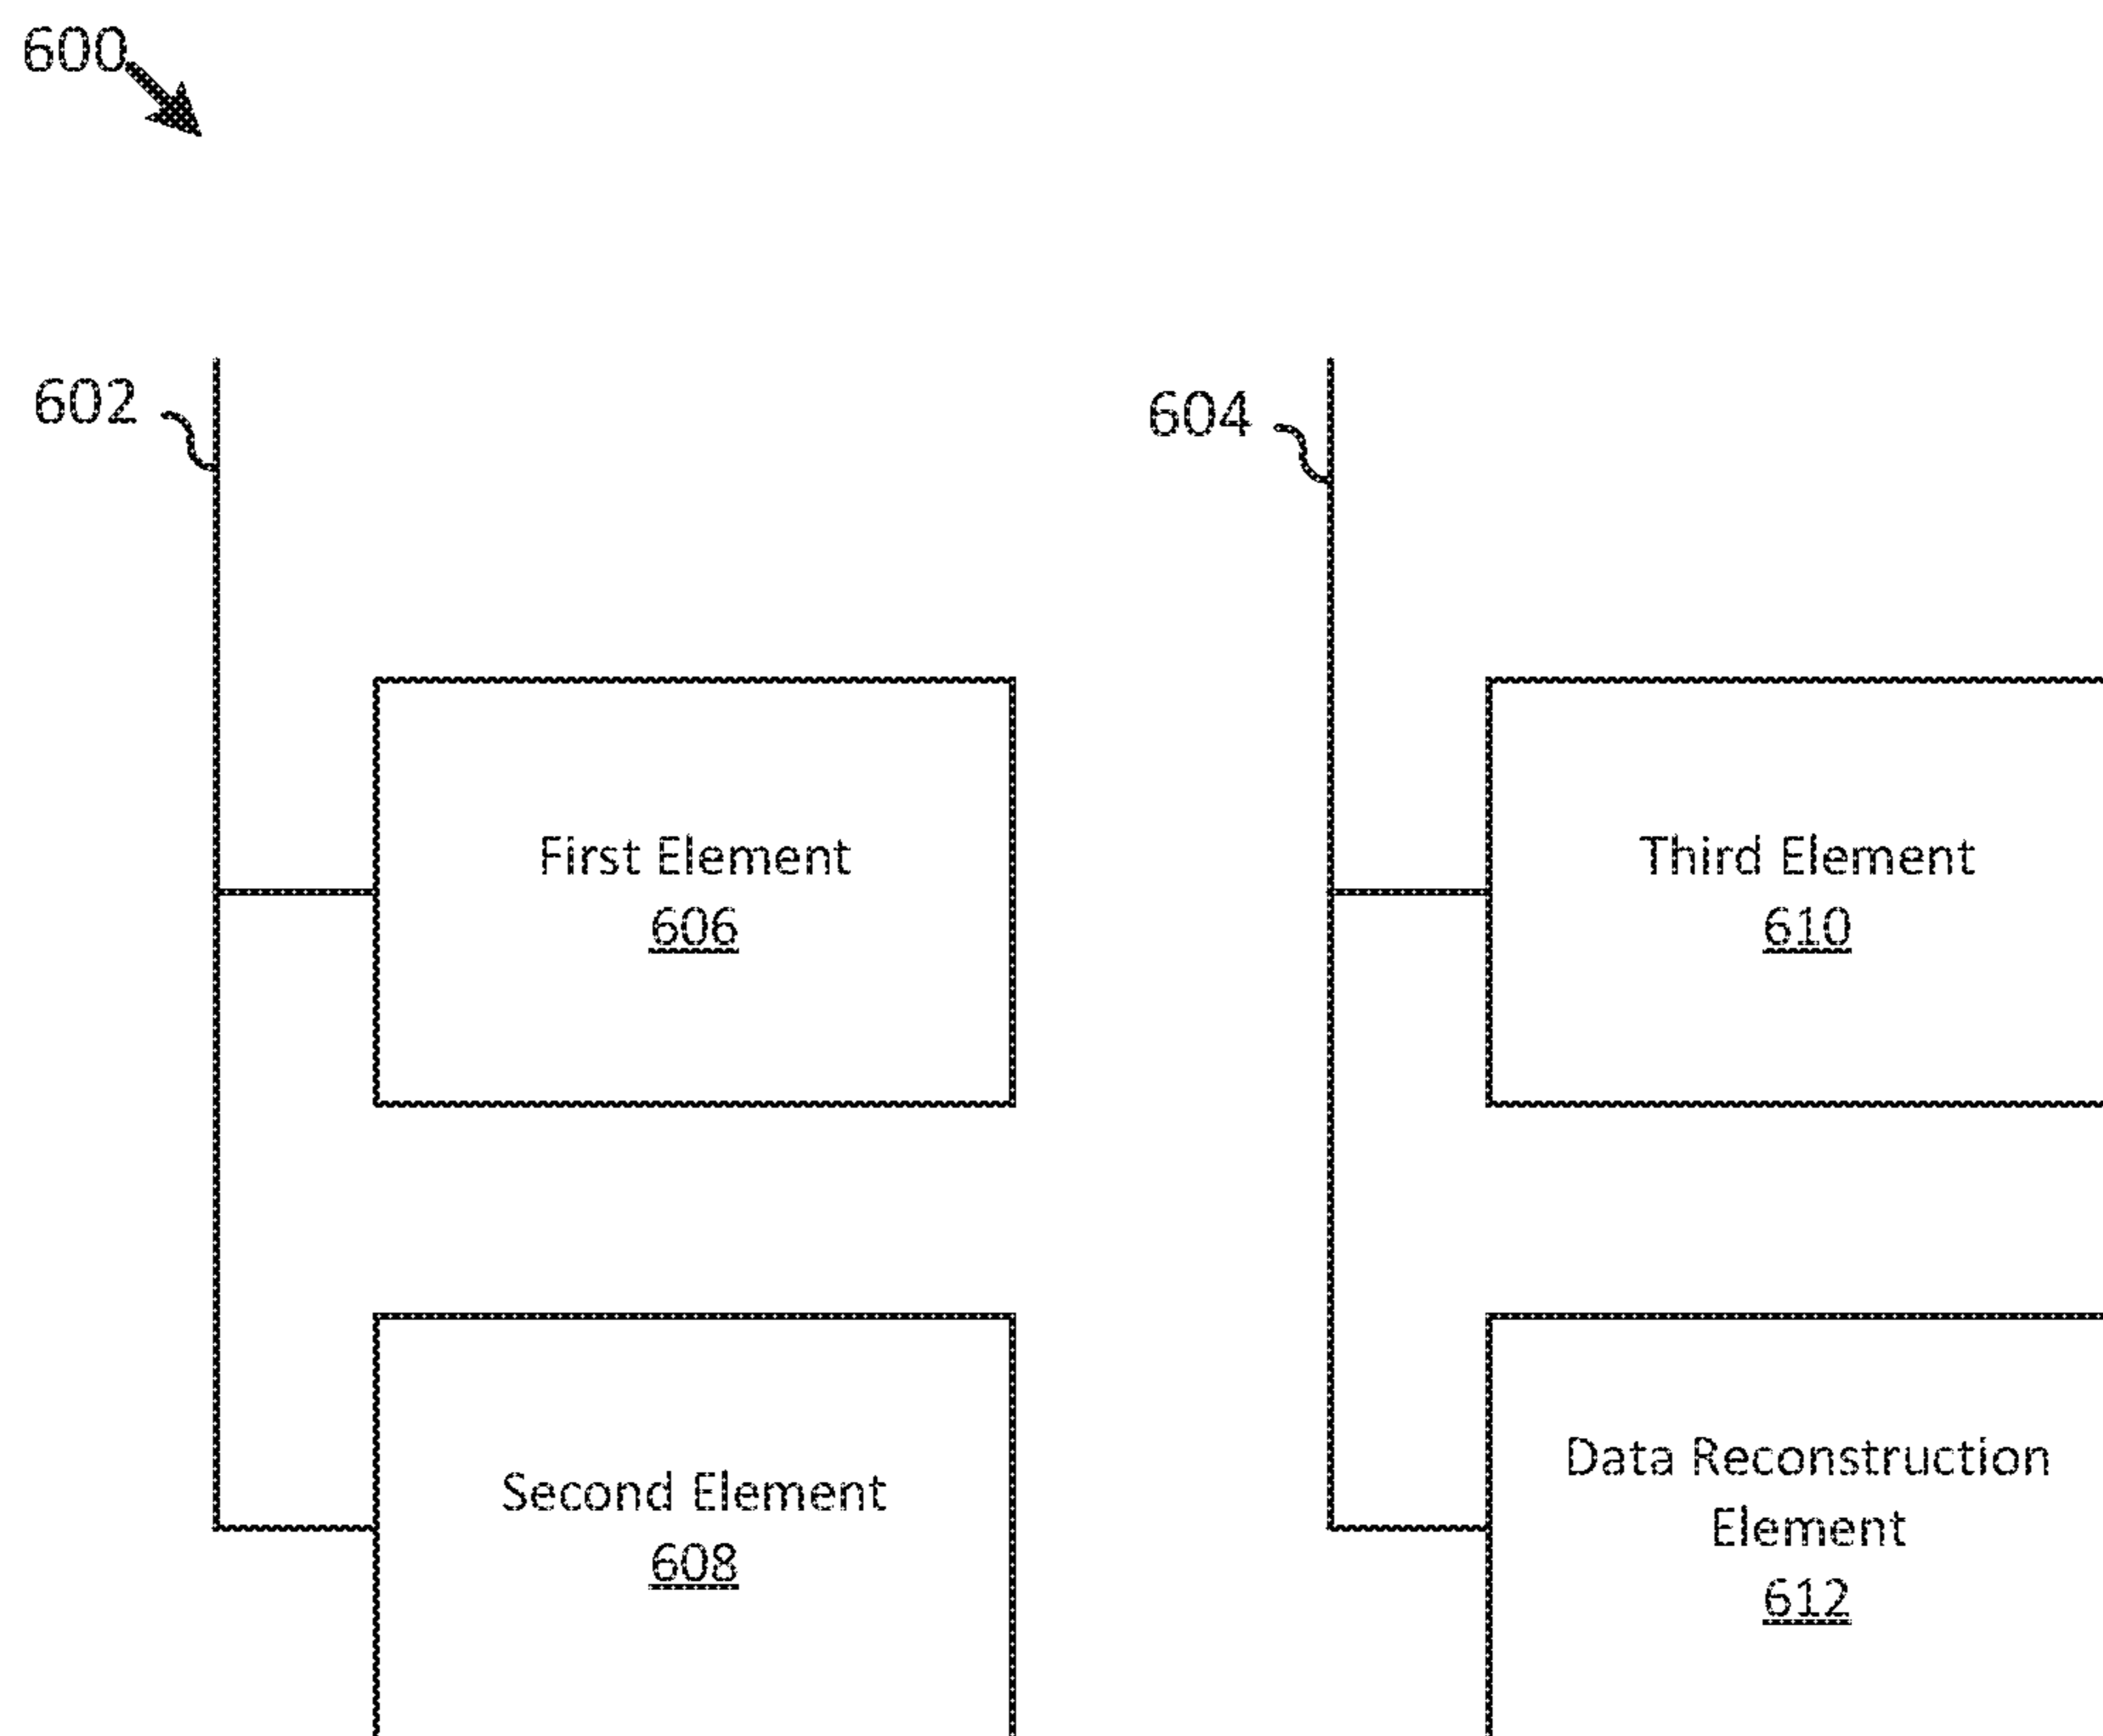 600
602
604
First Element
606
Third Element
610
Second Element
608
Data Reconstruction
Element
612